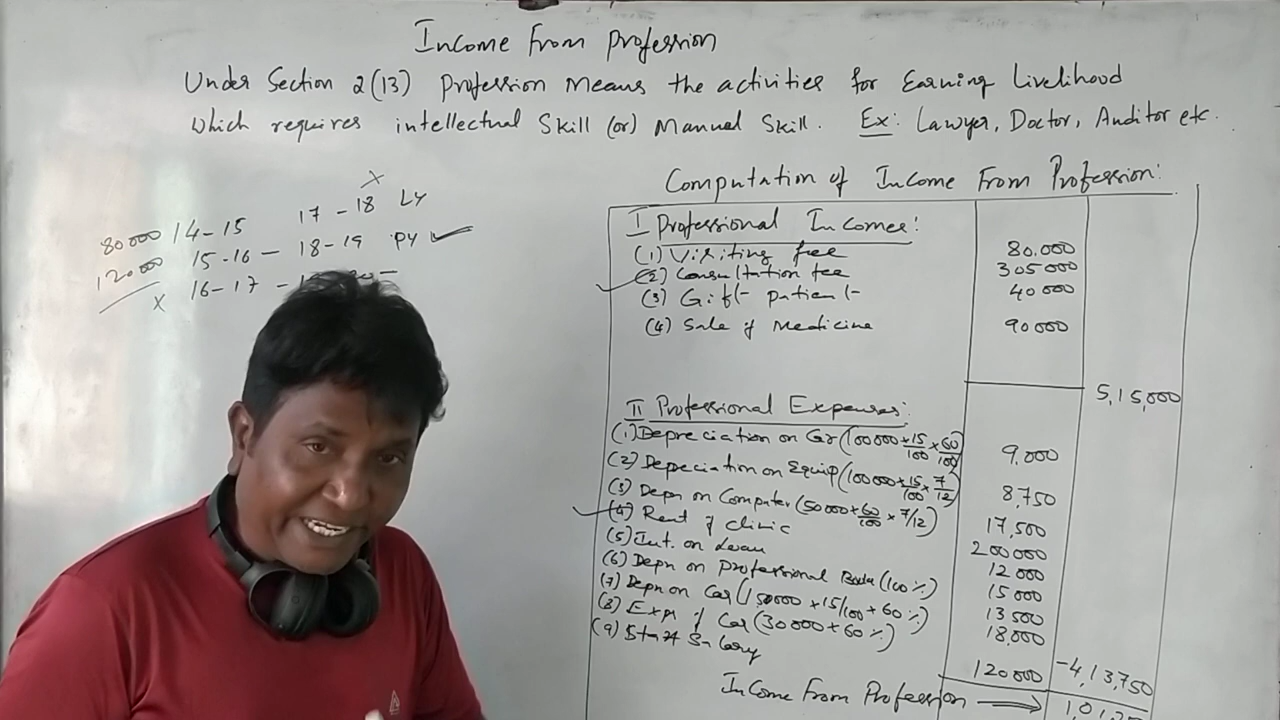 Income From Profession
Under Section 2(13) Profession Means the activities for Earning Livelihood
Which requires intellectual Skill (or) Manual Skill. Ex: Lawyer, Doctor, Auditor etc.
X
80000 14-15 17-18 LY
120000 15-16 - 18-19 PY ✓
X 16-17 -
Computation of Income From Profession:
I Professional Incomes:
(1) Visiting fee 80.000
(2) Consultation fee 305000
(3) Gift- patient- 40000
(4) Sale of Medicine 90000
5,15,000
II Professional Expenses:
(1) Depreciation on Car (100000 × 15/100 × 60/100) 9.000
(2) Depeciation on Equip (100000 × 15/100 × 7/12) 8,750
(3) Depn on Computer (50000 × 60/100 × 7/12) 17,500
(4) Rent of clinic 200000
(5) Int. on Loan 12000
(6) Depn on Professional Books (100%) 15000
(7) Depn on Car (150000 × 15/100 × 60%) 13500
(8) Exp. of Car (30000 × 60%) 18,000
(9) Staff Salary 120000 -4,13,750
Income From Profession →